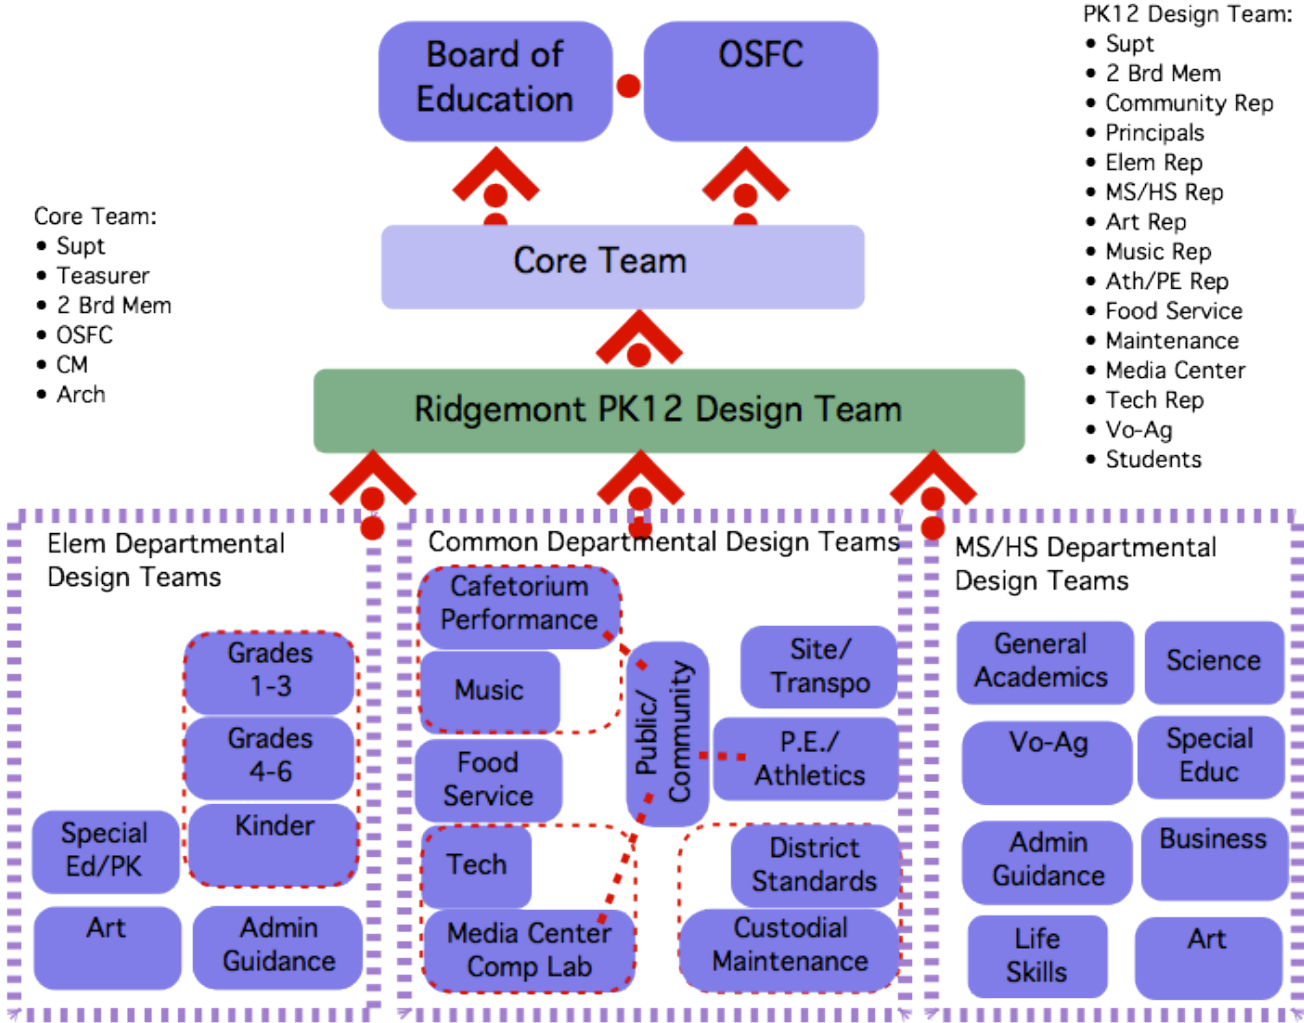 Board of
Education
OSFC
PK12 Design Team:
• Supt
• 2 Brd Mem
• Community Rep
• Principals
• Elem Rep
• MS/HS Rep
• Art Rep
• Music Rep
• Ath/PE Rep
• Food Service
• Maintenance
• Media Center
• Tech Rep
• Vo-Ag
• Students
Core Team:
• Supt
• Teasurer
• 2 Brd Mem
• OSFC
• CM
• Arch
Core Team
Ridgemont PK12 Design Team
Elem Departmental
Design Teams
Grades
1-3
Grades
4-6
Kinder
Special
Ed/PK
Art
Admin
Guidance
Common Departmental Design Teams
Cafetorium
Performance
Music
Food
Service
Tech
Media Center
Comp Lab
Public/
Community
Site/
Transpo
P.E./
Athletics
District
Standards
Custodial
Maintenance
MS/HS Departmental
Design Teams
General
Academics
Science
Vo-Ag
Special
Educ
Admin
Guidance
Business
Life
Skills
Art